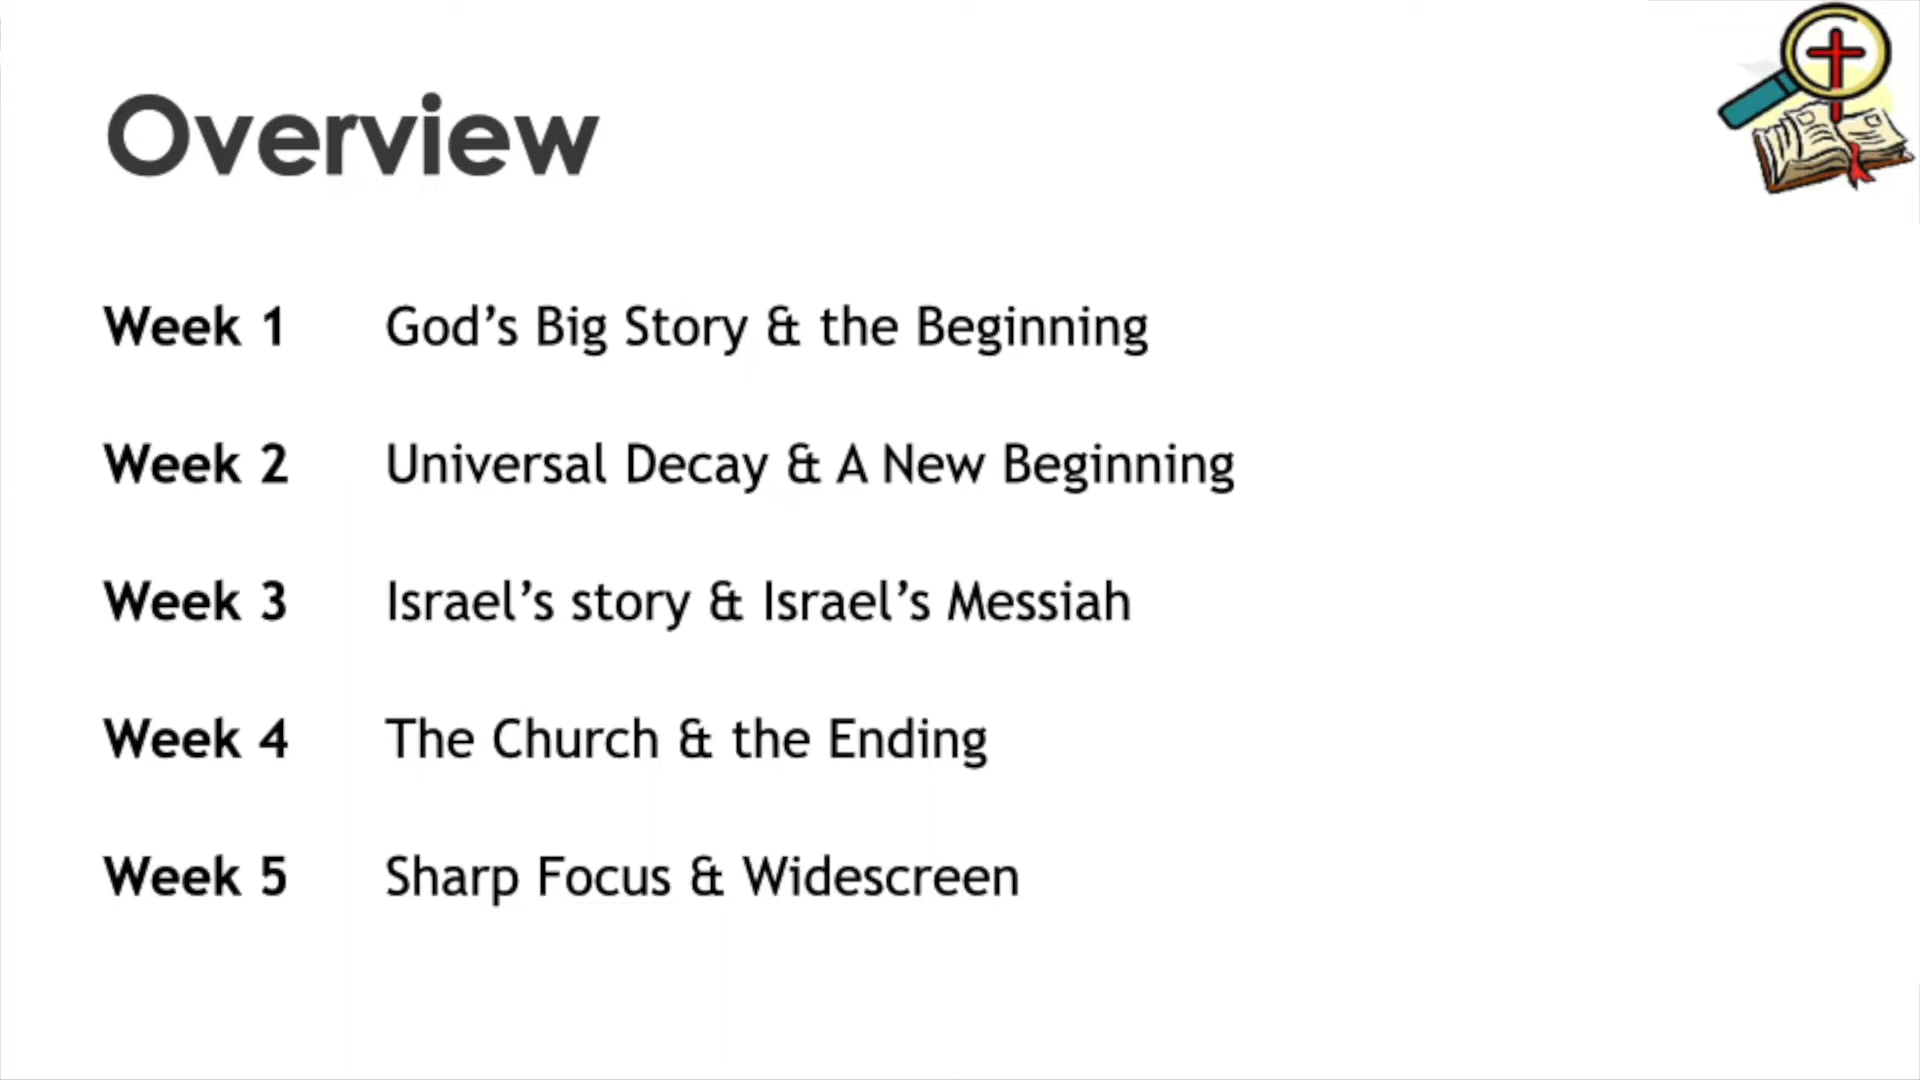 Overview
Week 1 God’s Big Story & the Beginning
Week 2 Universal Decay & A New Beginning
Week 3 Israel’s story & Israel’s Messiah
Week 4 The Church & the Ending
Week 5 Sharp Focus & Widescreen